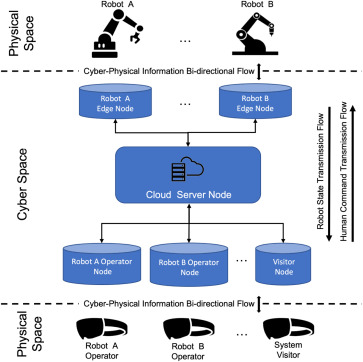 Physical
Space
Robot A
...
Robot B
Cyber-Physical Information Bi-directional Flow
Cyber Space
Robot A
Edge Node
...
Robot B
Edge Node
Cloud Server Node
Robot State Transmission Flow
Human Command Transmission Flow
Robot A Operator
Node
Robot B Operator
Node
...
Visitor
Node
Cyber-Physical Information Bi-directional Flow
Physical
Space
Robot A
Operator
Robot B
Operator
...
System
Visitor